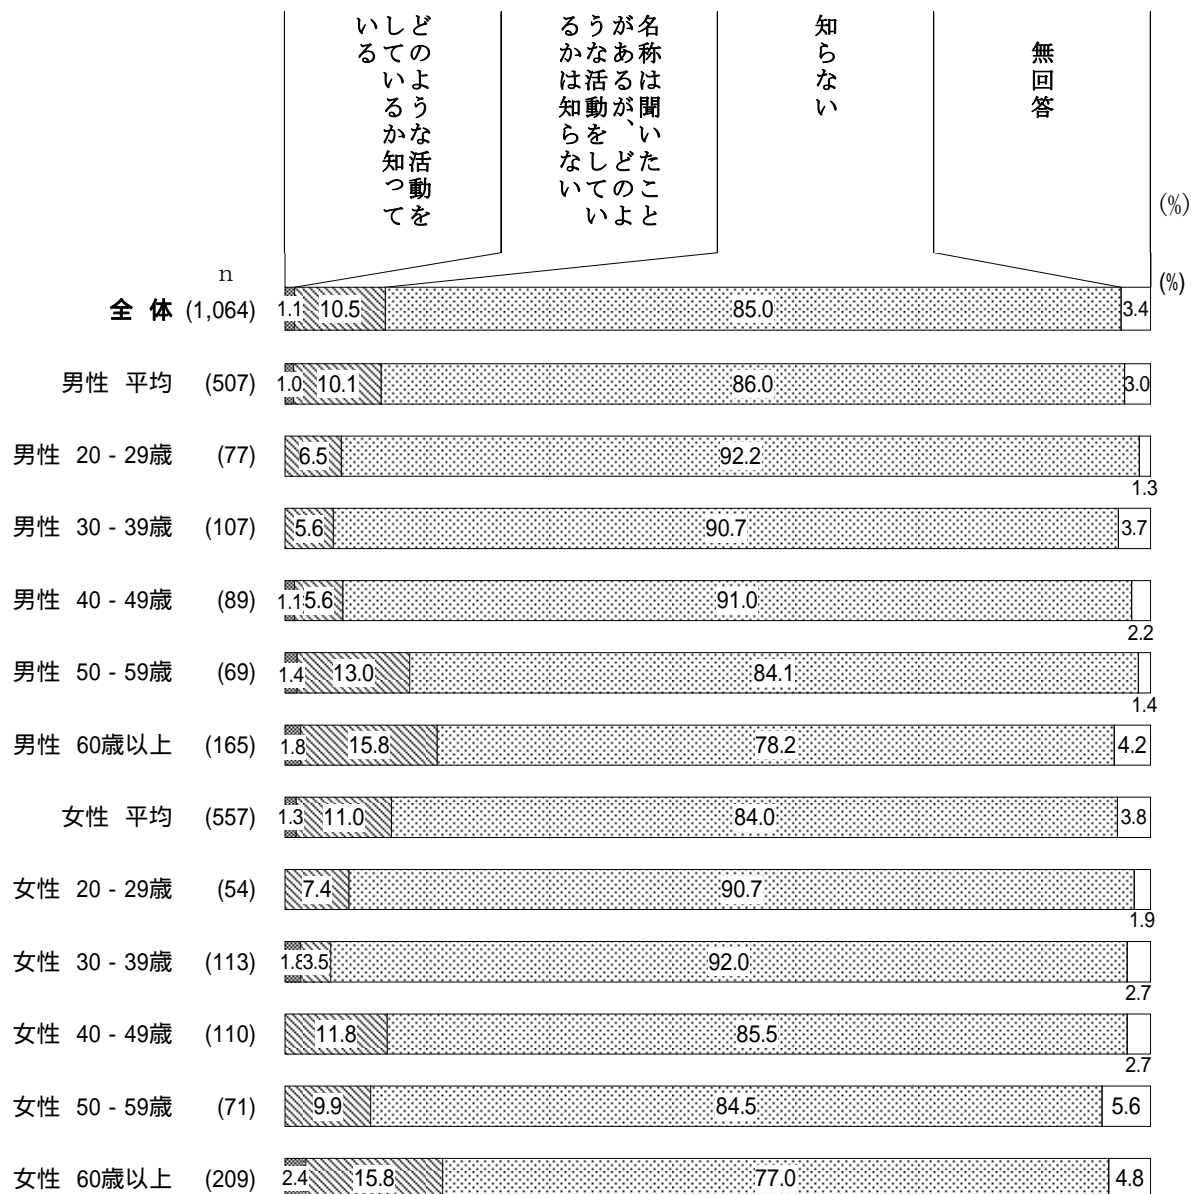 どのような活動を
しているか知って
いる
名称は聞いたこと
があるが、どのよ
うな活動をしてい
るかは知らない
知らない
無回答
(%)
n
(%)
全 体 (1,064) 1.1 10.5 85.0 3.4
男性 平均 (507) 1.0 10.1 86.0 3.0
男性 20 - 29歳 (77) 6.5 92.2 1.3
男性 30 - 39歳 (107) 5.6 90.7 3.7
男性 40 - 49歳 (89) 1.1 5.6 91.0 2.2
男性 50 - 59歳 (69) 1.4 13.0 84.1 1.4
男性 60歳以上 (165) 1.8 15.8 78.2 4.2
女性 平均 (557) 1.3 11.0 84.0 3.8
女性 20 - 29歳 (54) 7.4 90.7 1.9
女性 30 - 39歳 (113) 1.8 3.5 92.0 2.7
女性 40 - 49歳 (110) 11.8 85.5 2.7
女性 50 - 59歳 (71) 9.9 84.5 5.6
女性 60歳以上 (209) 2.4 15.8 77.0 4.8